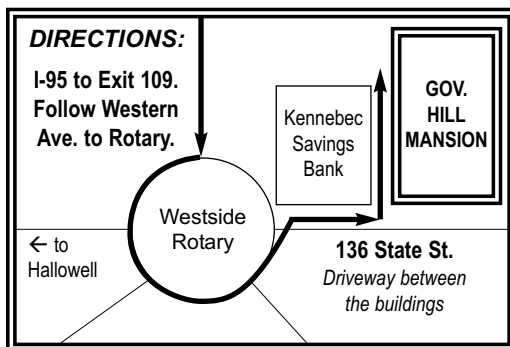 DIRECTIONS:
I-95 to Exit 109.
Follow Western
Ave. to Rotary.
Kennebec
Savings
Bank
GOV.
HILL
MANSION
Westside
Rotary
← to
Hallowell
136 State St.
Driveway between
the buildings